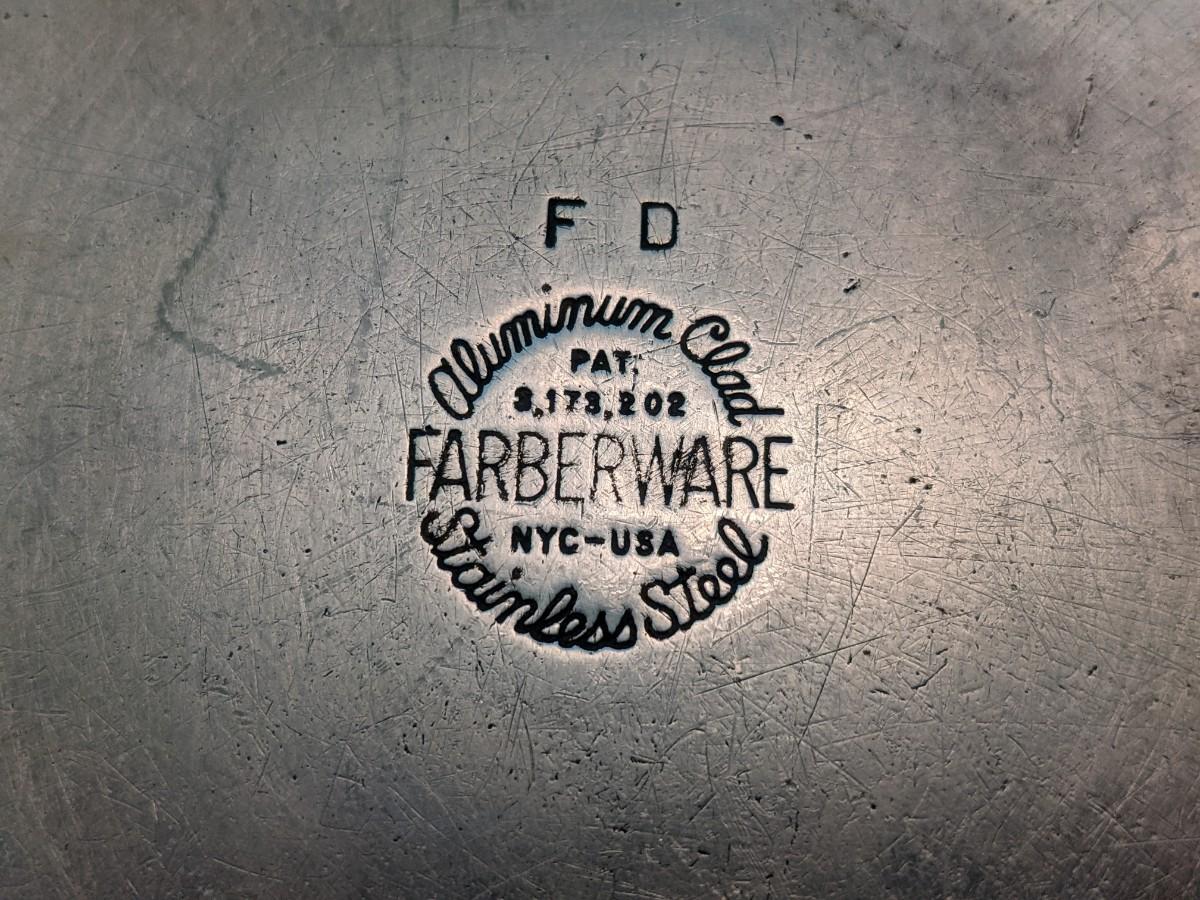 F D
Aluminum Clad
PAT.
3,173,202
FARBERWARE
NYC-USA
Stainless Steel